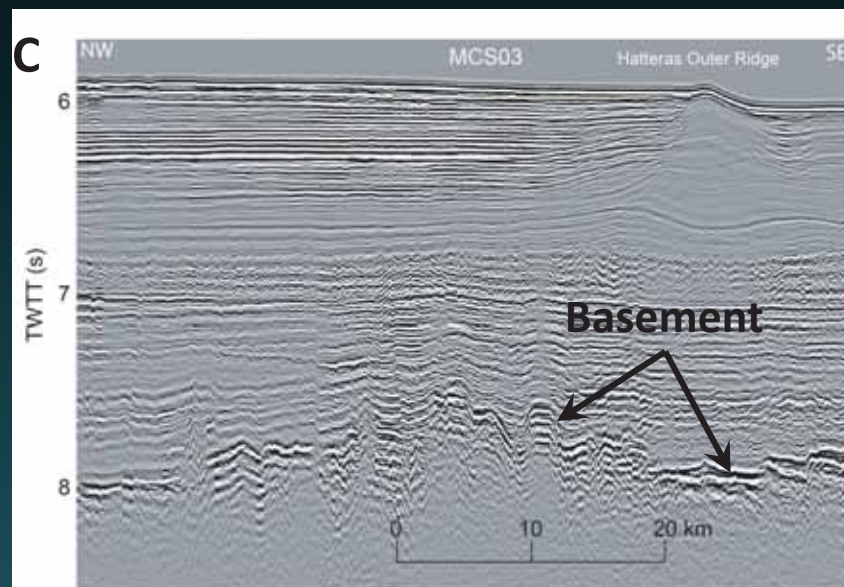 C
NW
MCS03
Hatteras Outer Ridge
SE
6
7
8
TWTT (s)
Basement
0
10
20 km